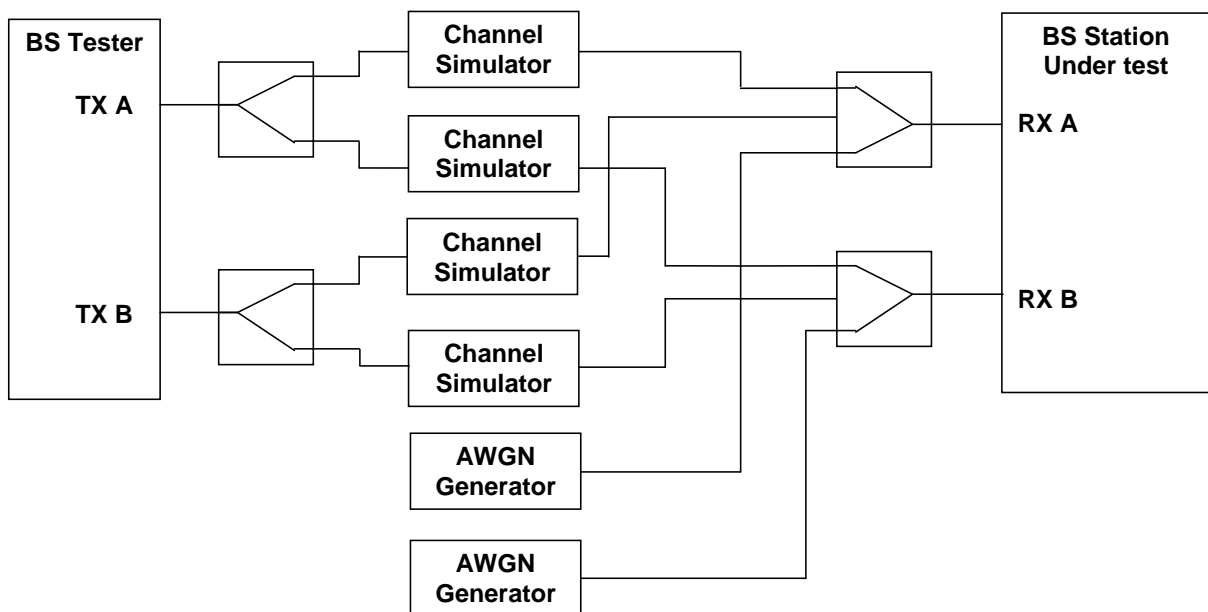 BS Tester
TX A
TX B
Channel
Simulator
Channel
Simulator
Channel
Simulator
Channel
Simulator
AWGN
Generator
AWGN
Generator
BS Station
Under test
RX A
RX B